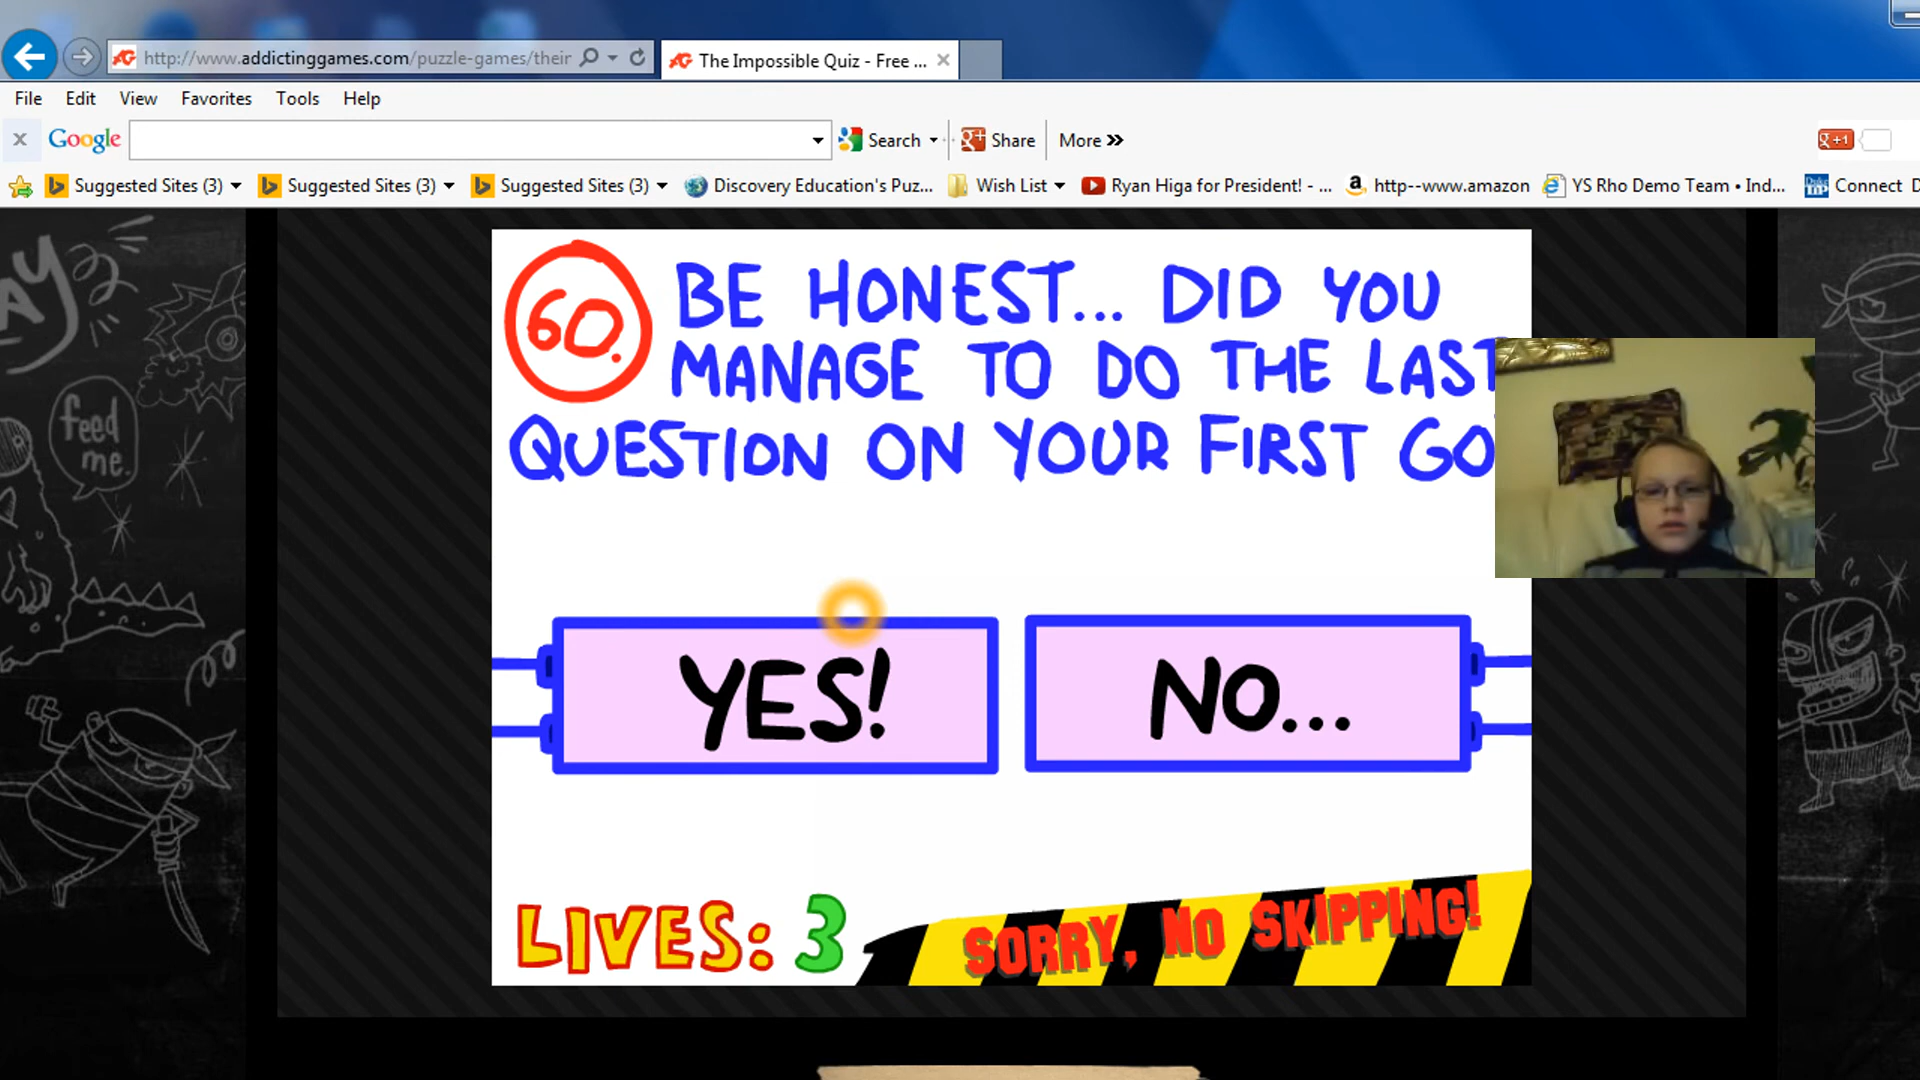 http://www.addictinggames.com/puzzle-games/their
The Impossible Quiz - Free ...
File Edit View Favorites Tools Help
Google Search Share More
g+1
Suggested Sites (3) Suggested Sites (3) Suggested Sites (3) Discovery Education's Puz... Wish List Ryan Higa for President! - ... http--www.amazon YS Rho Demo Team • Ind... Connect D
feed
me.
60. BE HONEST... DID YOU
MANAGE TO DO THE LAST
QUESTION ON YOUR FIRST GO
YES! NO...
LIVES: 3 SORRY, NO SKIPPING!